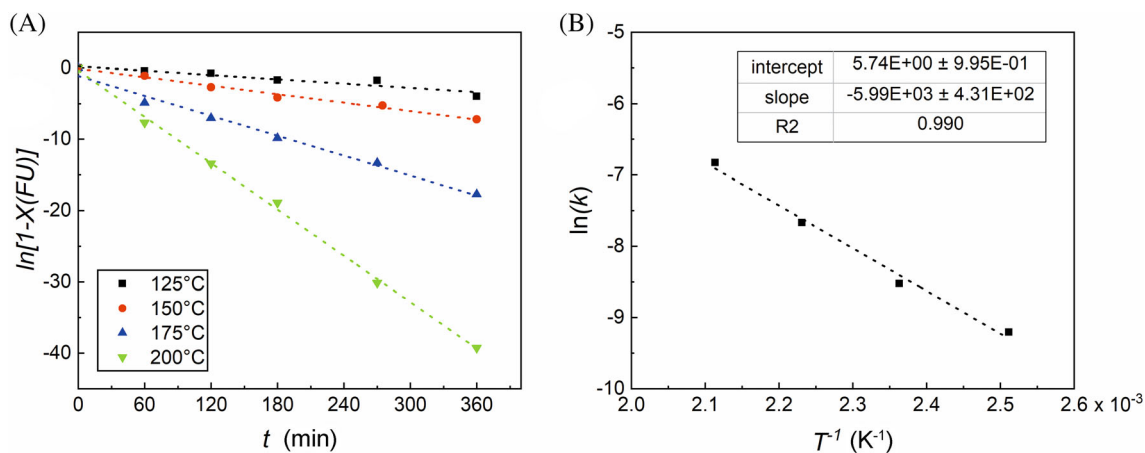 (A)
ln[1-X(FU)]
0
-10
-20
-30
-40
125°C
150°C
175°C
200°C
0 60 120 180 240 300 360
t (min)
(B)
ln(k)
-5
-6
-7
-8
-9
-10
intercept 5.74E+00 ± 9.95E-01
slope -5.99E+03 ± 4.31E+02
R2 0.990
2.0 2.1 2.2 2.3 2.4 2.5 2.6 x 10⁻³
T⁻¹ (K⁻¹)